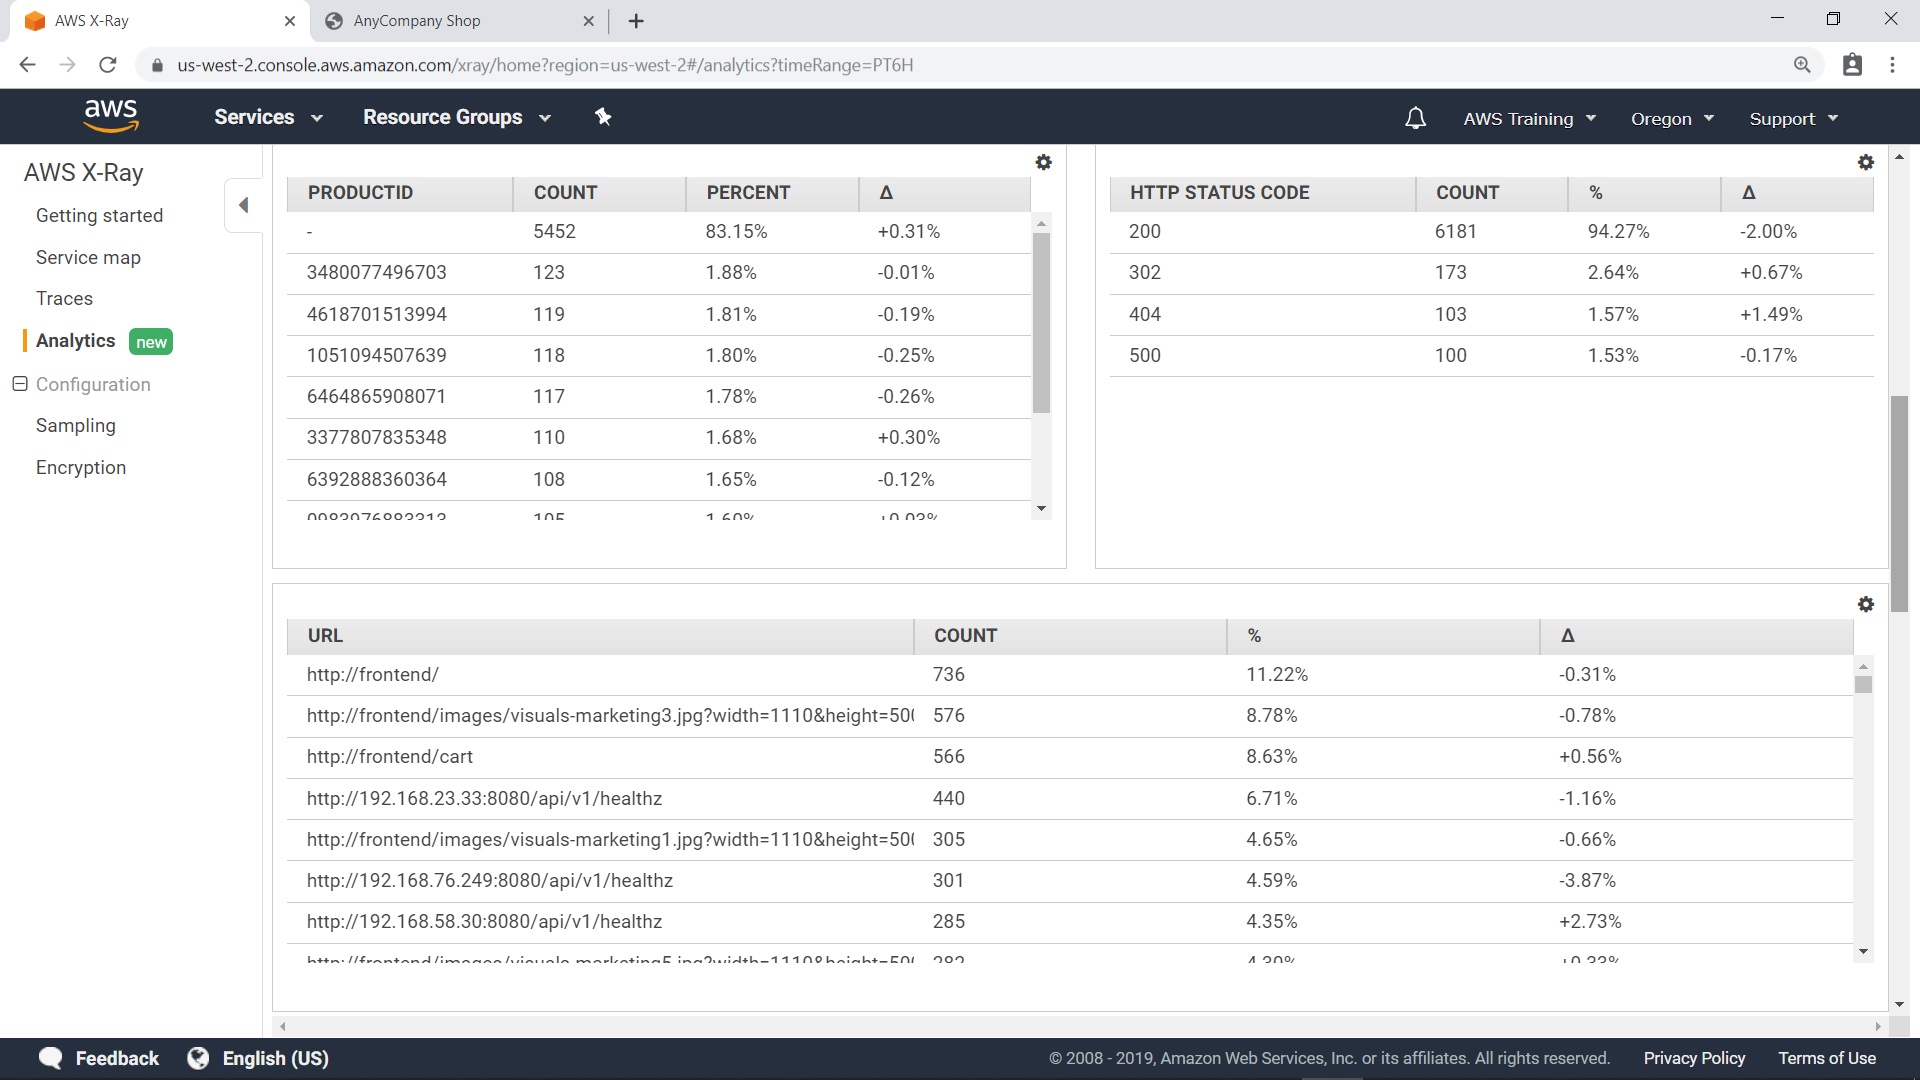 AWS X-Ray
AnyCompany Shop
us-west-2.console.aws.amazon.com/xray/home?region=us-west-2#/analytics?timeRange=PT6H
aws
Services
Resource Groups
AWS Training
Oregon
Support
AWS X-Ray
Getting started
Service map
Traces
Analytics new
Configuration
Sampling
Encryption
PRODUCTID COUNT PERCENT Δ
- 5452 83.15% +0.31%
3480077496703 123 1.88% -0.01%
4618701513994 119 1.81% -0.19%
1051094507639 118 1.80% -0.25%
6464865908071 117 1.78% -0.26%
3377807835348 110 1.68% +0.30%
6392888360364 108 1.65% -0.12%
HTTP STATUS CODE COUNT % Δ
200 6181 94.27% -2.00%
302 173 2.64% +0.67%
404 103 1.57% +1.49%
500 100 1.53% -0.17%
URL COUNT % Δ
http://frontend/ 736 11.22% -0.31%
http://frontend/images/visuals-marketing3.jpg?width=1110&height=500 576 8.78% -0.78%
http://frontend/cart 566 8.63% +0.56%
http://192.168.23.33:8080/api/v1/healthz 440 6.71% -1.16%
http://frontend/images/visuals-marketing1.jpg?width=1110&height=500 305 4.65% -0.66%
http://192.168.76.249:8080/api/v1/healthz 301 4.59% -3.87%
http://192.168.58.30:8080/api/v1/healthz 285 4.35% +2.73%
Feedback
English (US)
© 2008 - 2019, Amazon Web Services, Inc. or its affiliates. All rights reserved.
Privacy Policy
Terms of Use